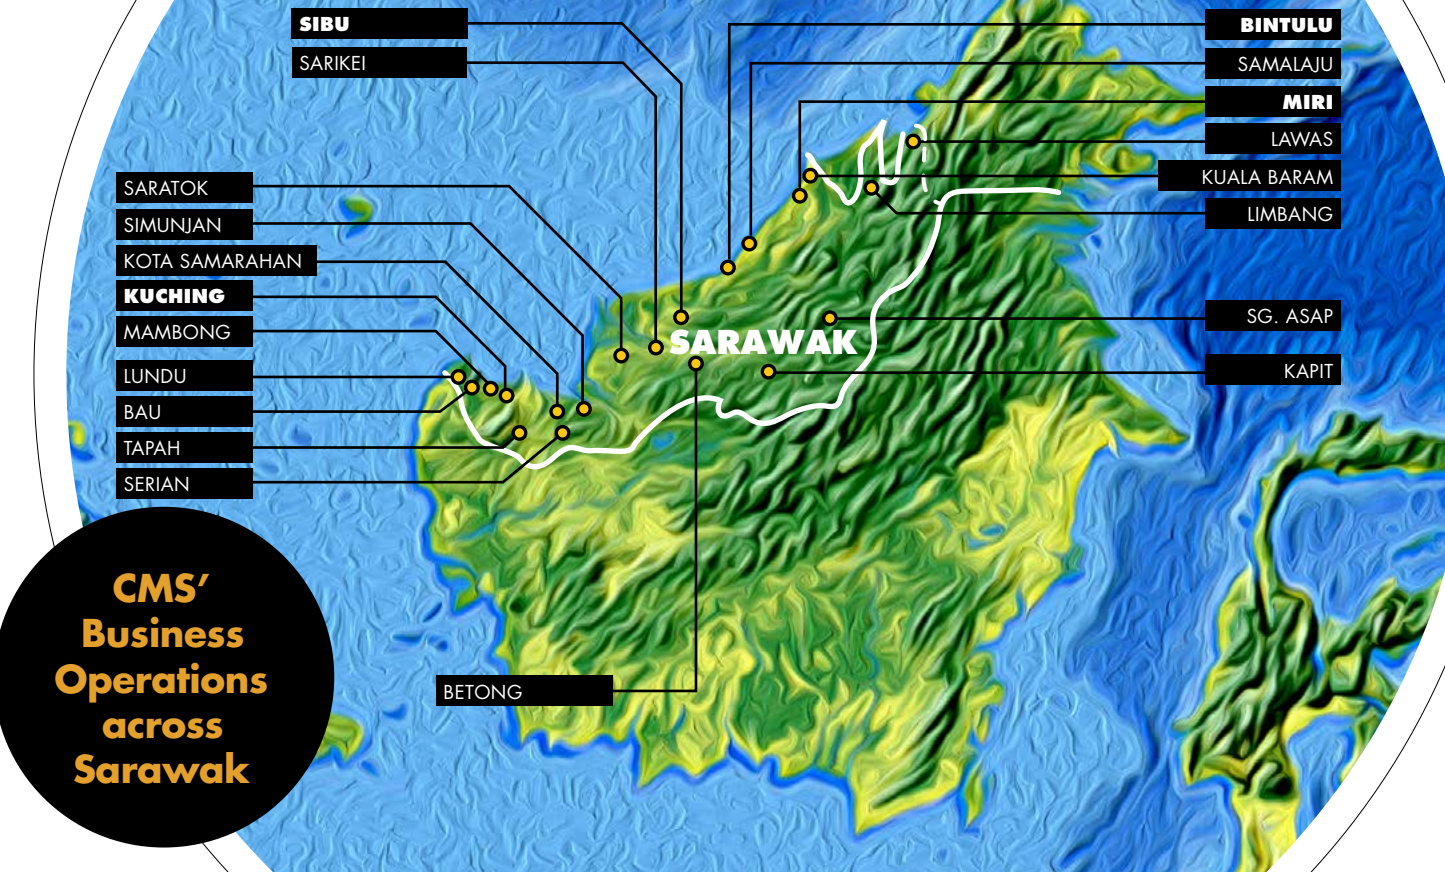 SIBU
SARIKEI
BINTULU
SAMALAJU
MIRI
LAWAS
KUALA BARAM
LIMBANG
SARATOK
SIMUNJAN
KOTA SAMARAHAN
KUCHING
MAMBONG
LUNDU
BAU
TAPAH
SERIAN
SARAWAK
SG. ASAP
KAPIT
BETONG
CMS’
Business
Operations
across
Sarawak